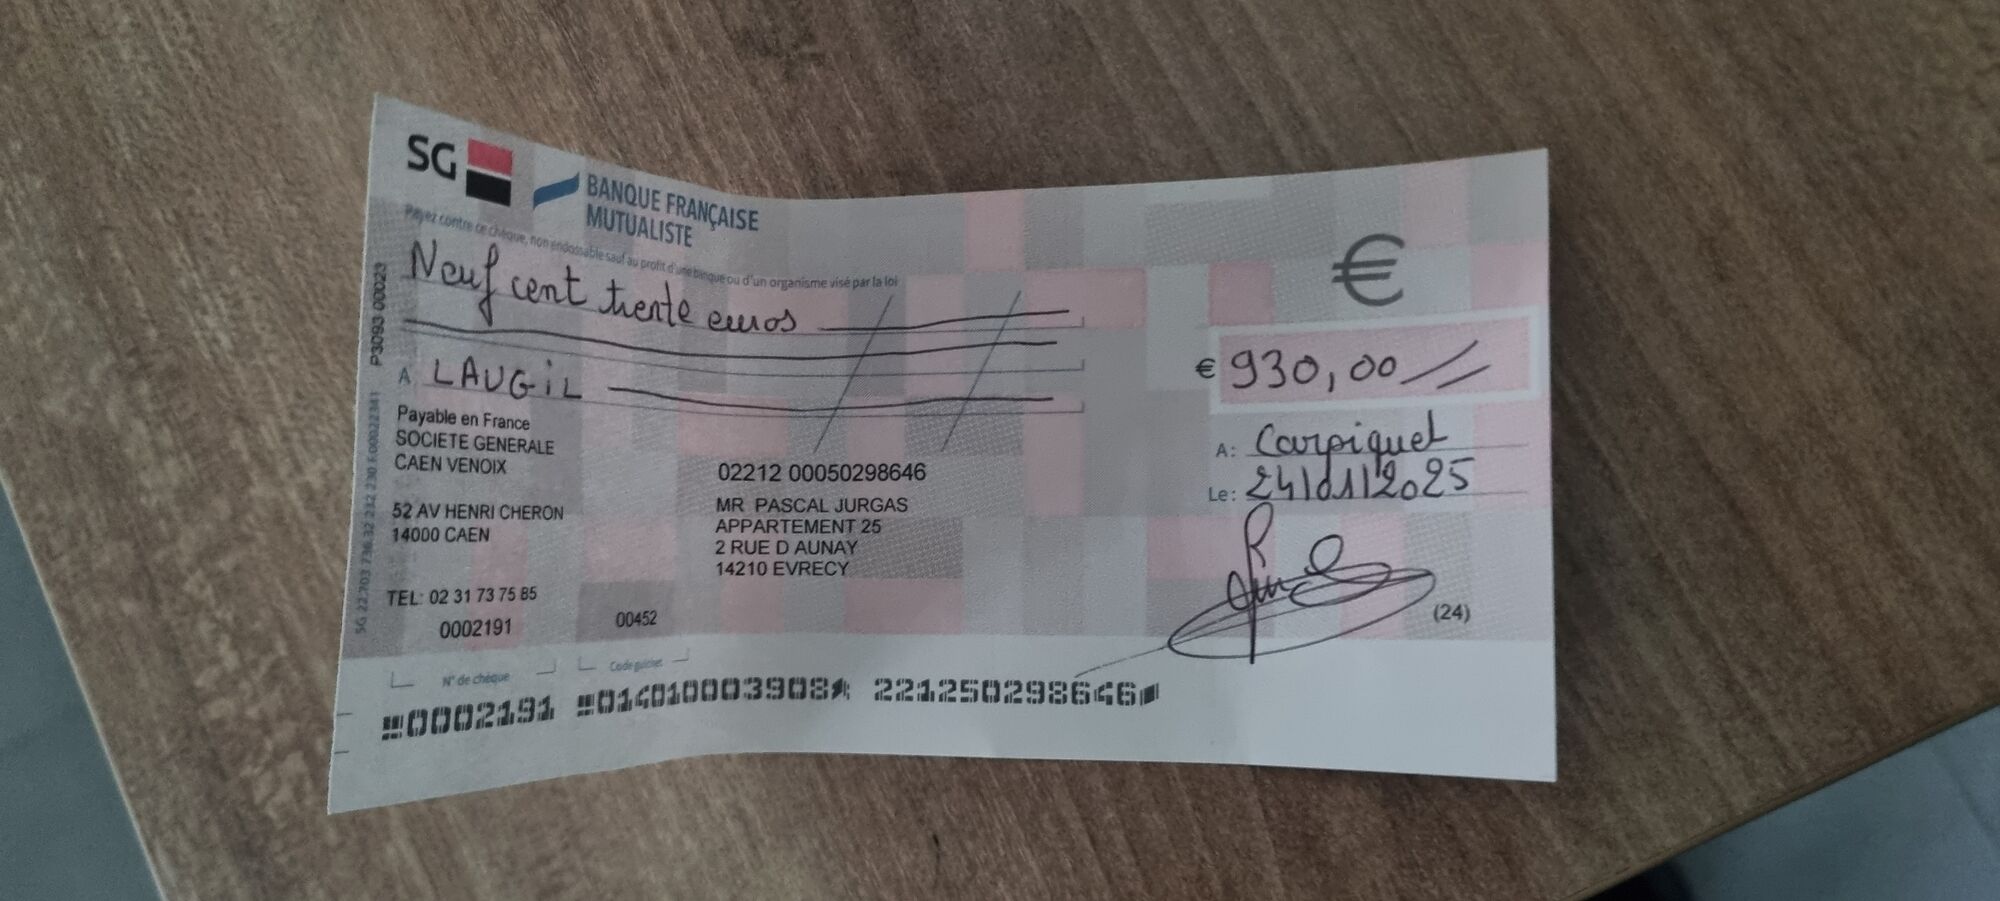 SG
BANQUE FRANÇAISE
MUTUALISTE
Payez contre ce chèque, non endossable sauf au profit d'une banque ou d'un organisme visé par la loi
Neuf cent trente euros
€
€ 930,00
A LAUGIL
Payable en France
SOCIETE GENERALE
CAEN VENOIX
52 AV HENRI CHERON
14000 CAEN
TEL: 02 31 73 75 85
0002191
00452
N° de chèque
Code guichet
02212 00050298646
MR PASCAL JURGAS
APPARTEMENT 25
2 RUE D AUNAY
14210 EVRECY
A: Carpiquet
Le: 24/01/2025
(24)
0002191 014010003908 221250298646
P3093 00023